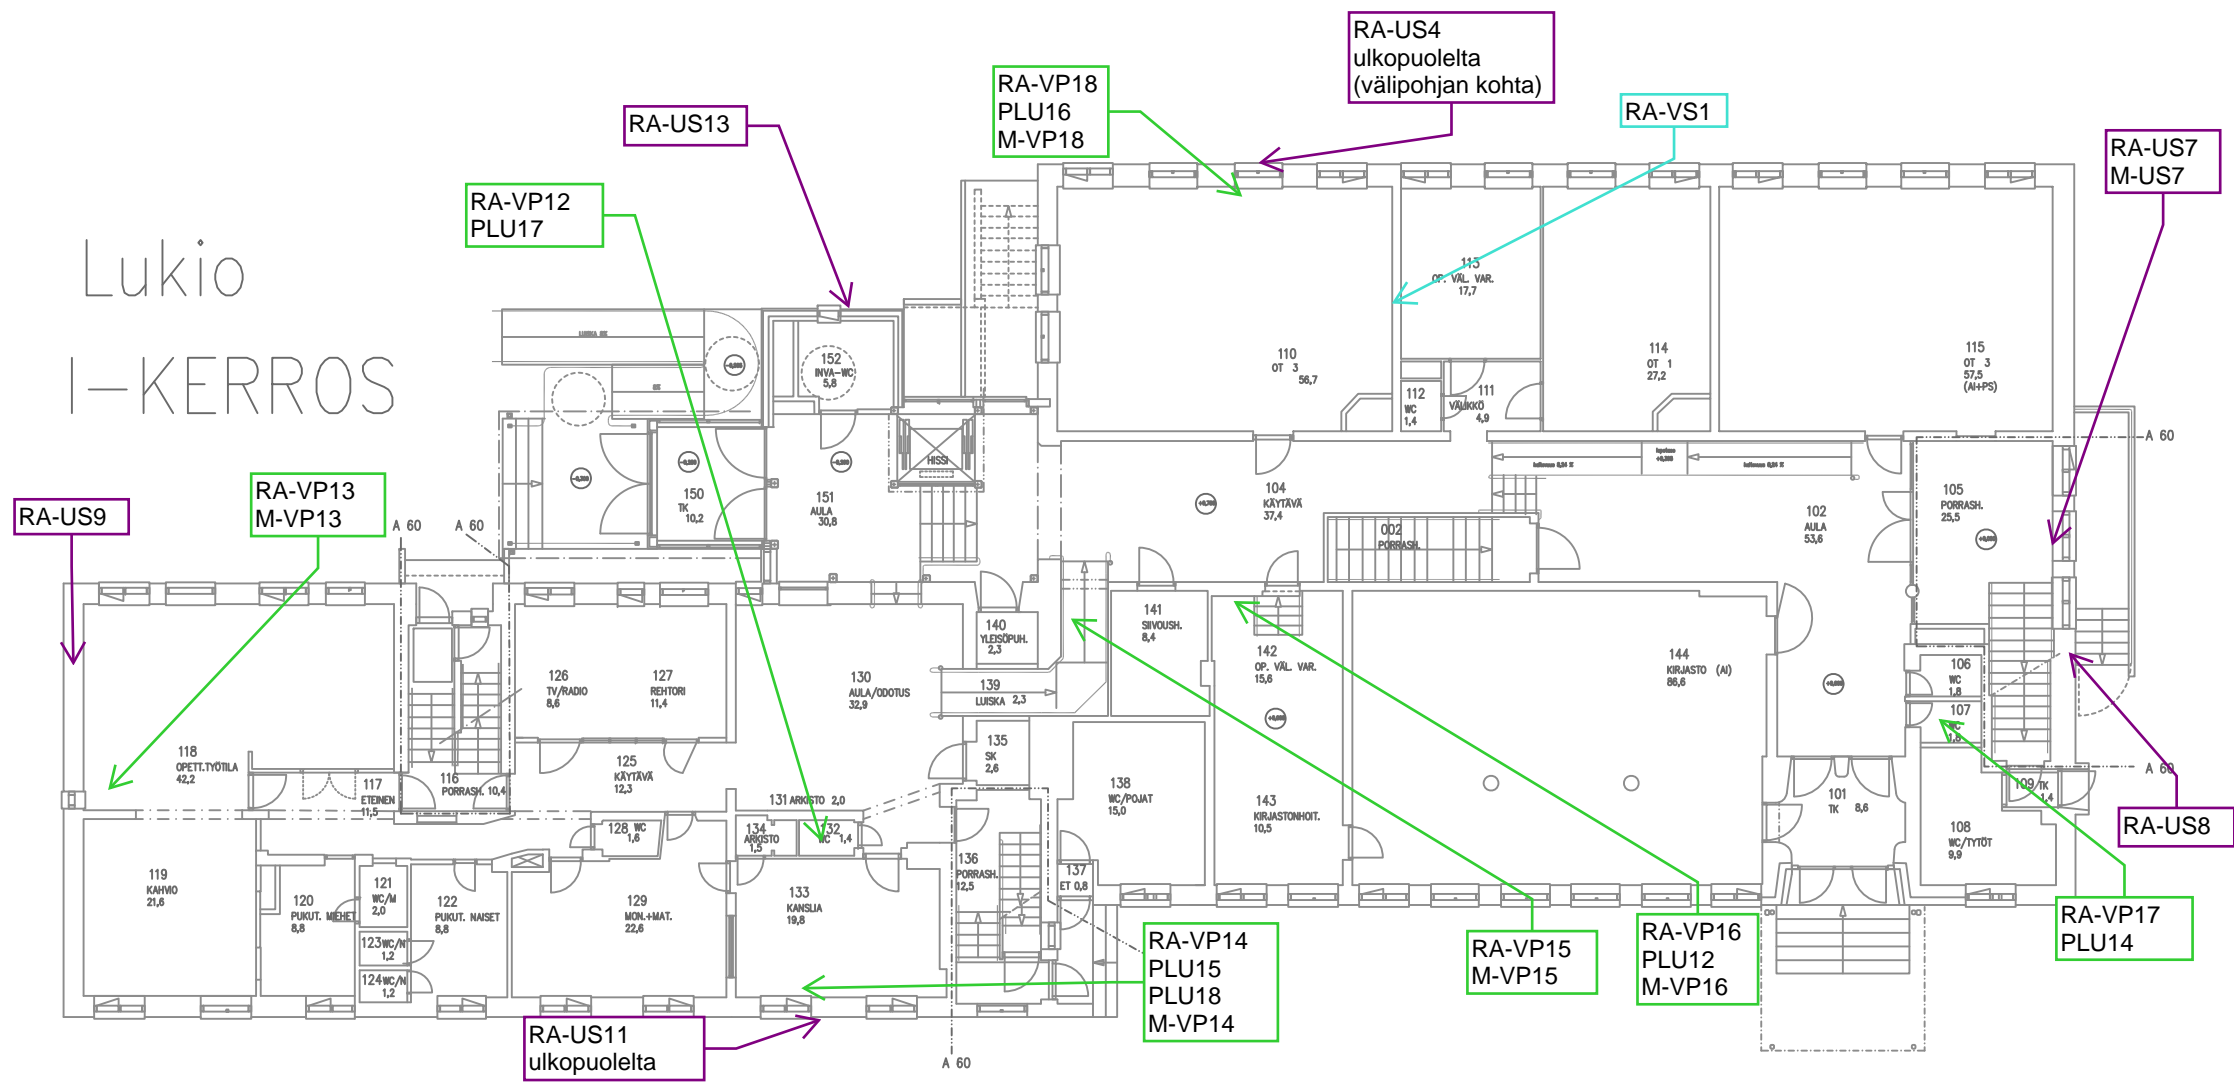 RA-US4
ulkopuolelta
(välipohjan kohta)
RA-VP18
PLU16
M-VP18
RA-US13
RA-VS1
RA-US7
M-US7
RA-VP12
PLU17
Lukio
I-KERROS
RA-VP13
M-VP13
RA-US9
A 60
A 60
A 60
A 60
A 60
152
INVA-WC
5,8
HISSI
150
TK
10,2
151
AULA
30,8
110
OT 3
56,7
113
OP. VÄL. VAR.
17,7
112
WC
1,4
111
VÄLIKKÖ
4,9
114
OT 1
27,2
115
OT 3
57,5
(AI+PS)
104
KÄYTÄVÄ
37,4
002
PORRASH.
102
AULA
53,6
105
PORRASH.
25,5
106
WC
1,8
107
WC
1,8
108
WC/TYTÖT
9,9
109 TK
1,4
101
TK 8,6
144
KIRJASTO (AI)
86,6
141
SIIVOUSH.
8,4
142
OP. VÄL. VAR.
15,6
143
KIRJASTONHOIT.
10,5
140
YLEISÖPUH.
2,3
139
LUISKA 2,3
138
WC/POJAT
15,0
137
ET 0,8
136
PORRASH.
12,5
135
SK
2,6
130
AULA/ODOTUS
32,9
131 ARKISTO 2,0
134
ARKISTO
1,5
132
WC 1,4
133
KANSLIA
19,8
126
TV/RADIO
8,6
127
REHTORI
11,4
125
KÄYTÄVÄ
12,3
128 WC
1,6
129
MON.+MAT.
22,6
116
PORRASH. 10,4
117
ETEINEN
11,5
118
OPETT.TYÖTILA
42,2
119
KAHVIO
21,6
120
PUKUT. MIEHET
8,8
121
WC/M
2,0
122
PUKUT. NAISET
8,8
123 WC/N
1,2
124 WC/N
1,2
RA-US11
ulkopuolelta
RA-VP14
PLU15
PLU18
M-VP14
RA-VP15
M-VP15
RA-VP16
PLU12
M-VP16
RA-VP17
PLU14
RA-US8